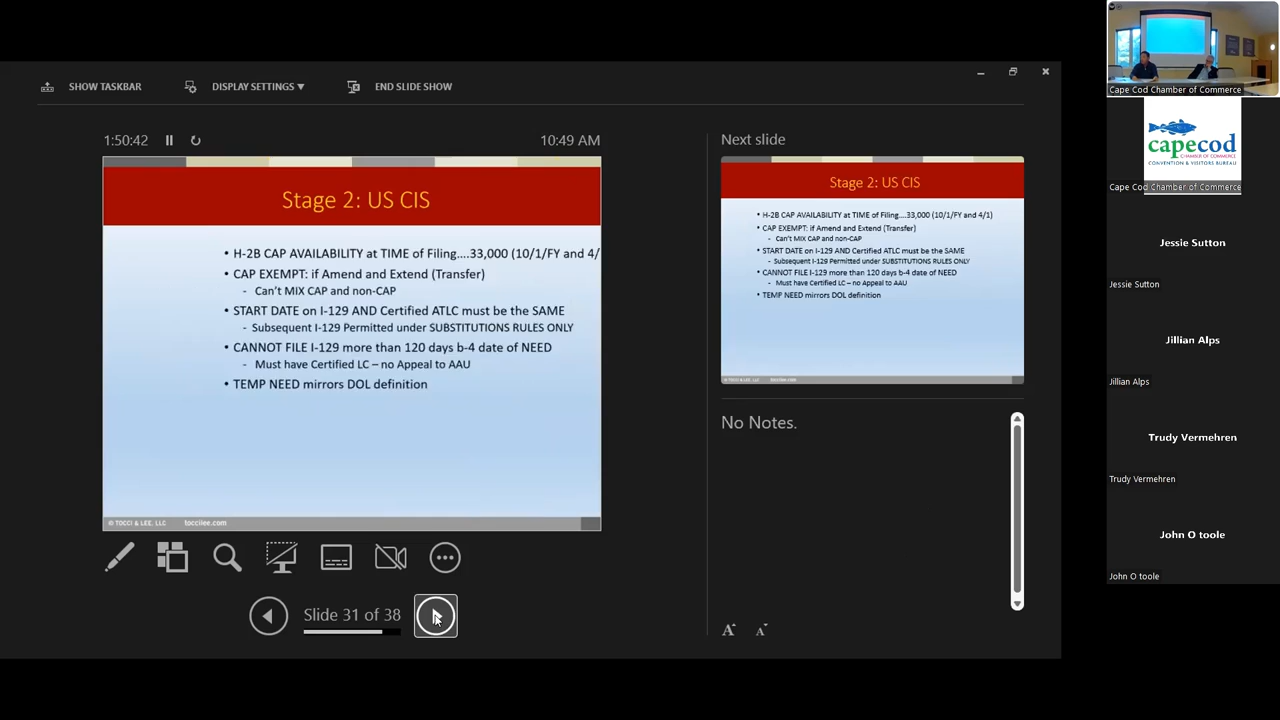 SHOW TASKBAR
DISPLAY SETTINGS
END SLIDE SHOW
1:50:42
10:49 AM
Stage 2: US CIS
• H-2B CAP AVAILABILITY at TIME of Filing....33,000 (10/1/FY and 4/
• CAP EXEMPT: if Amend and Extend (Transfer)
- Can't MIX CAP and non-CAP
• START DATE on I-129 AND Certified ATLC must be the SAME
- Subsequent I-129 Permitted under SUBSTITUTIONS RULES ONLY
• CANNOT FILE I-129 more than 120 days b-4 date of NEED
- Must have Certified LC – no Appeal to AAU
• TEMP NEED mirrors DOL definition
© TOCCI & LEE, LLC toccilee.com
Slide 31 of 38
Next slide
Stage 2: US CIS
• H-2B CAP AVAILABILITY at TIME of Filing....33,000 (10/1/FY and 4/1)
• CAP EXEMPT: if Amend and Extend (Transfer)
- Can't MIX CAP and non-CAP
• START DATE on I-129 AND Certified ATLC must be the SAME
- Subsequent I-129 Permitted under SUBSTITUTIONS RULES ONLY
• CANNOT FILE I-129 more than 120 days b-4 date of NEED
- Must have Certified LC – no Appeal to AAU
• TEMP NEED mirrors DOL definition
© TOCCI & LEE, LLC toccilee.com
No Notes.
A A
Cape Cod Chamber of Commerce
capecod
CHAMBER OF COMMERCE
CONVENTION & VISITORS BUREAU
Cape Cod Chamber of Commerce
Jessie Sutton
Jessie Sutton
Jillian Alps
Jillian Alps
Trudy Vermehren
Trudy Vermehren
John O toole
John O toole